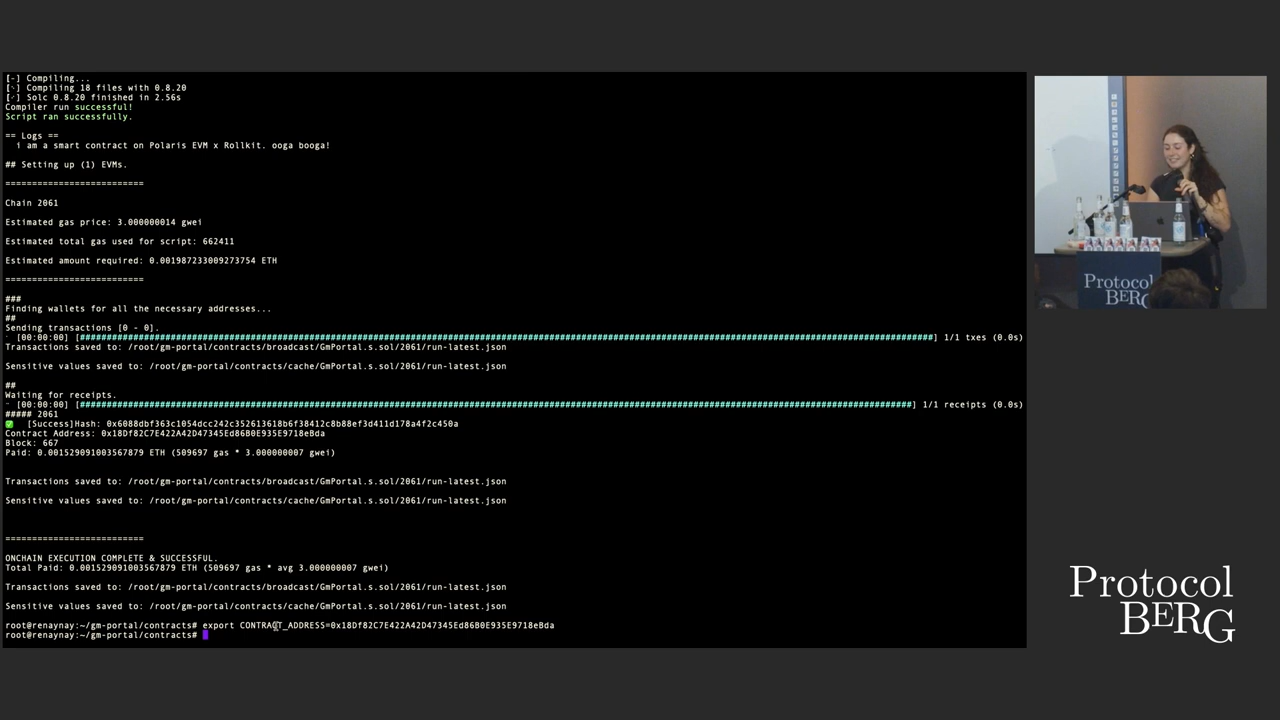 [-] Compiling...
[-] Compiling 18 files with 0.8.20
[-] Solc 0.8.20 finished in 2.56s
Compiler run successful!
Script ran successfully.
== Logs ==
i am a smart contract on Polaris EVM x Rollkit. ooga booga!
## Setting up (1) EVMs.
==========================
Chain 2061
Estimated gas price: 3.000000014 gwei
Estimated total gas used for script: 662411
Estimated amount required: 0.001987233009273754 ETH
==========================
###
Finding wallets for all the necessary addresses...
##
Sending transactions [0 - 0].
[00:00:00] 1/1 txes (0.0s)
Transactions saved to: /root/gm-portal/contracts/broadcast/GmPortal.s.sol/2061/run-latest.json
Sensitive values saved to: /root/gm-portal/contracts/cache/GmPortal.s.sol/2061/run-latest.json
##
Waiting for receipts.
[00:00:00] 1/1 receipts (0.0s)
##### 2061
✅ [Success]Hash: 0x6088dbf363c1054dcc242c352613618b6f38412c8b88ef3d411d178a4f2c450a
Contract Address: 0x18Df82C7E422A42D47345Ed86B0E935E9718eBda
Block: 667
Paid: 0.001529091003567879 ETH (509697 gas * 3.000000007 gwei)
Transactions saved to: /root/gm-portal/contracts/broadcast/GmPortal.s.sol/2061/run-latest.json
Sensitive values saved to: /root/gm-portal/contracts/cache/GmPortal.s.sol/2061/run-latest.json
==========================
ONCHAIN EXECUTION COMPLETE & SUCCESSFUL.
Total Paid: 0.001529091003567879 ETH (509697 gas * avg 3.000000007 gwei)
Transactions saved to: /root/gm-portal/contracts/broadcast/GmPortal.s.sol/2061/run-latest.json
Sensitive values saved to: /root/gm-portal/contracts/cache/GmPortal.s.sol/2061/run-latest.json
root@renaynay:~/gm-portal/contracts# export CONTRACT_ADDRESS=0x18Df82C7E422A42D47345Ed86B0E935E9718eBda
root@renaynay:~/gm-portal/contracts#
Protocol
BERG
Protocol
BERG